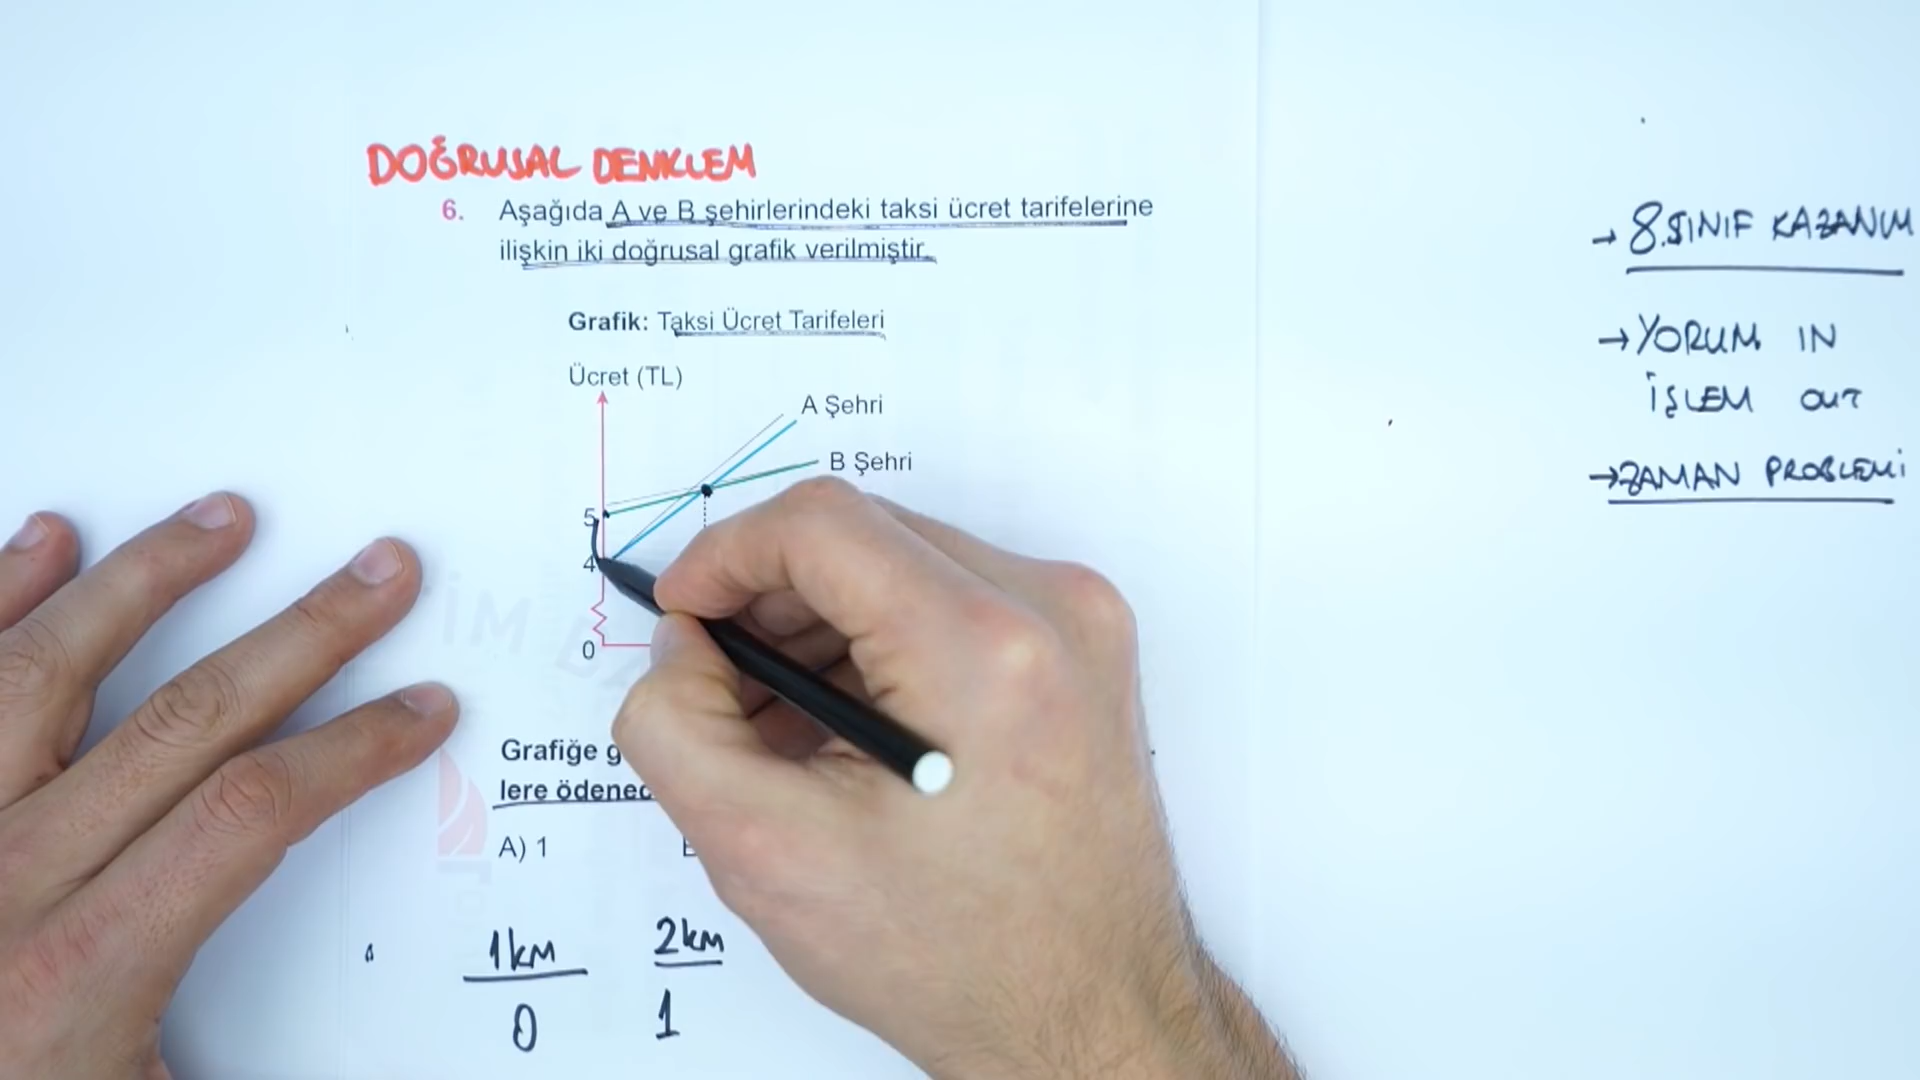 DOĞRUSAL DENKLEM
6. Aşağıda A ve B şehirlerindeki taksi ücret tarifelerine
ilişkin iki doğrusal grafik verilmiştir.
Grafik: Taksi Ücret Tarifeleri
Ücret (TL)
A Şehri
B Şehri
5
4
0
Grafiğe
lere
A) 1
1km
2km
0
1
→ 8.SINIF KAZANIM
→ YORUM IN
İŞLEM OUT
→ ZAMAN PROBLEMİ